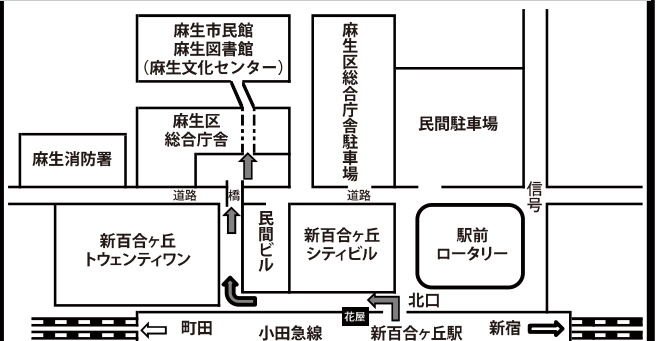 麻生市民館
麻生図書館
（麻生文化センター）
麻生区総合庁舎駐車場
民間駐車場
麻生区
総合庁舎
麻生消防署
道路
橋
道路
信号
新百合ヶ丘
トウェンティワン
民間ビル
新百合ヶ丘
シティビル
駅前
ロータリー
北口
花屋
町田
小田急線
新百合ヶ丘駅
新宿